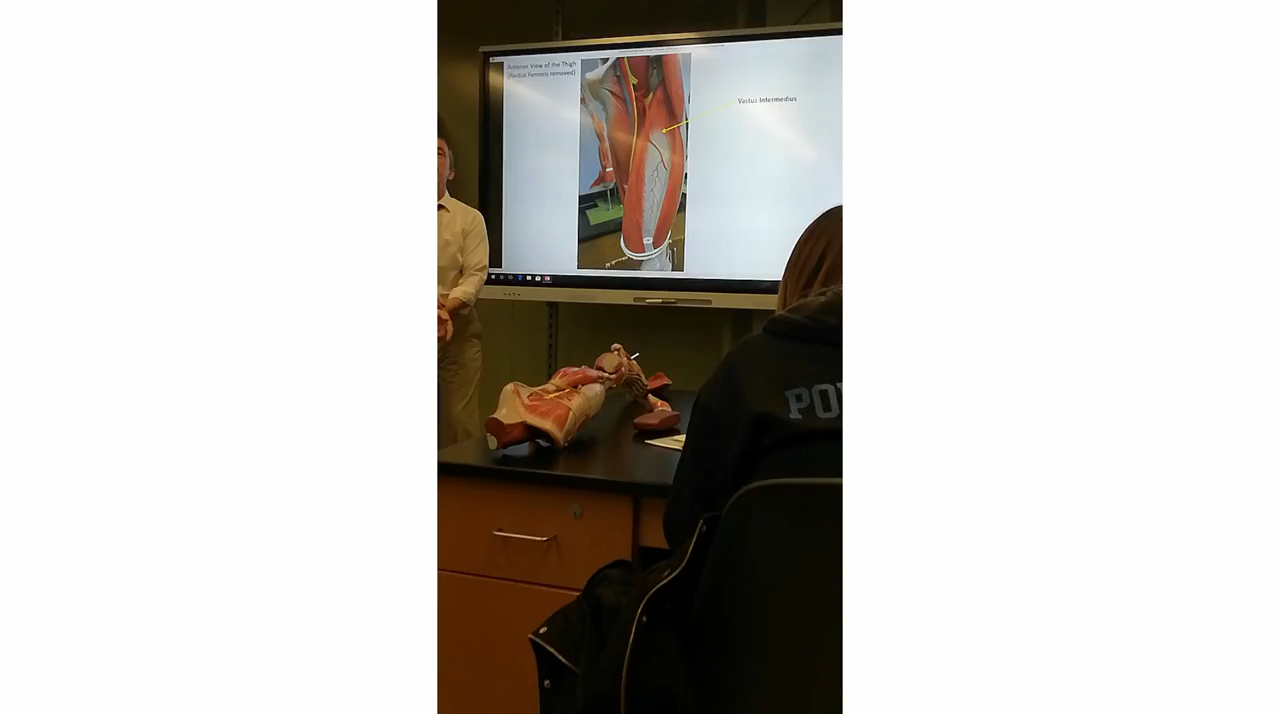 Anterior View of the Thigh
(Rectus Femoris removed)
Vastus Intermedius
PO